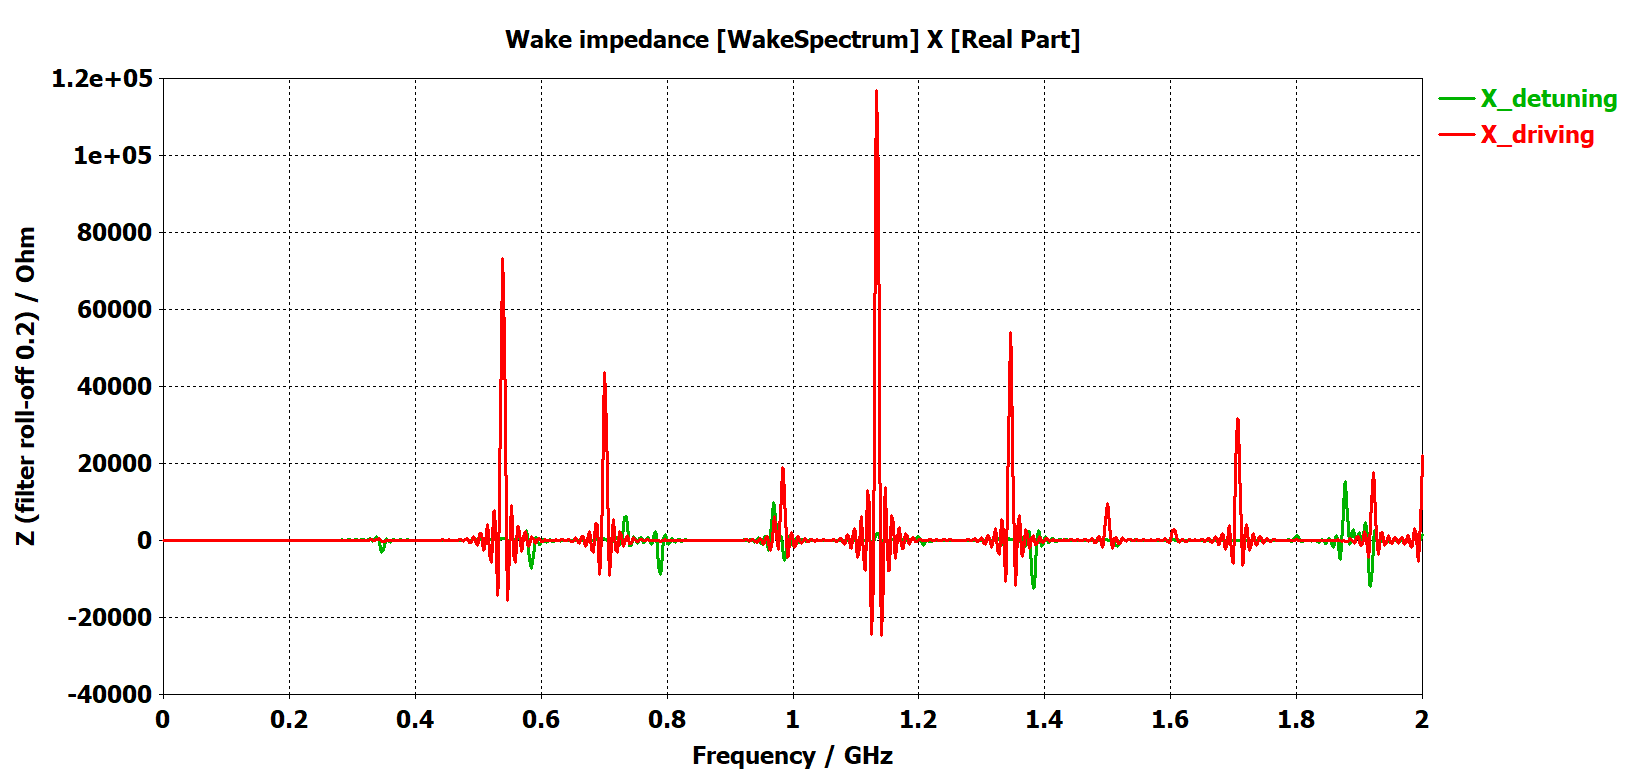 Wake impedance [WakeSpectrum] X [Real Part]
1.2e+05
1e+05
80000
60000
40000
20000
0
-20000
-40000
Z (filter roll-off 0.2) / Ohm
0 0.2 0.4 0.6 0.8 1 1.2 1.4 1.6 1.8 2
Frequency / GHz
X_detuning
X_driving